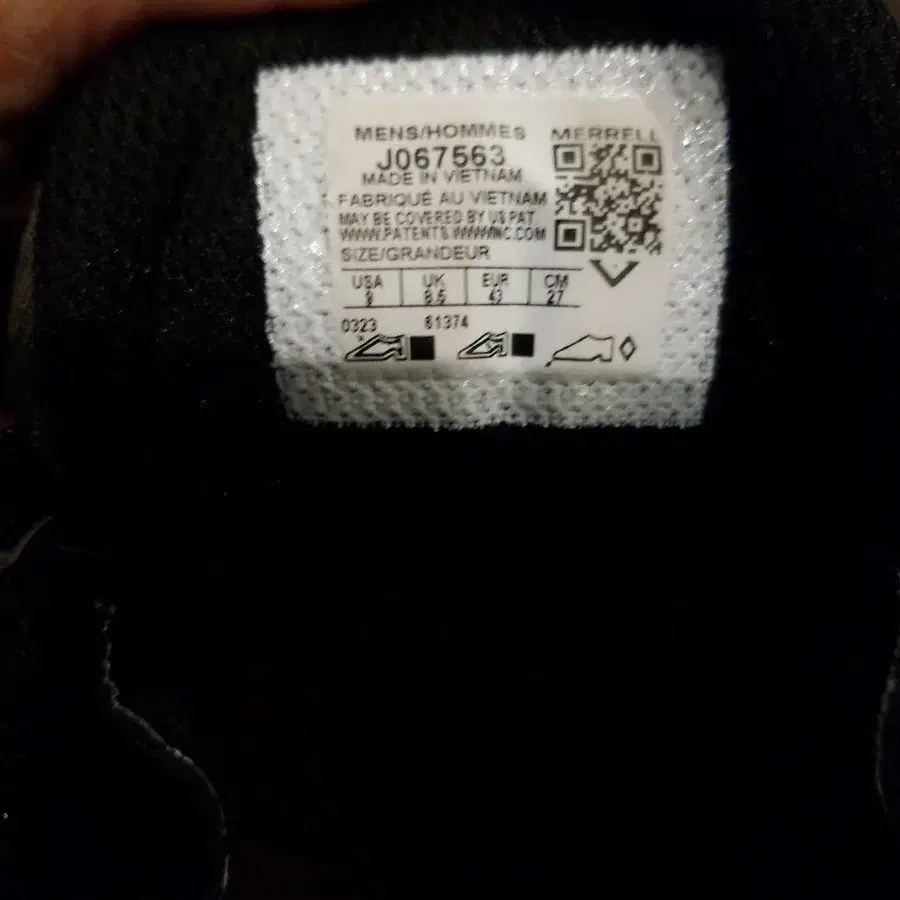 MENS/HOMMES MERRELL
J067563
MADE IN VIETNAM
FABRIQUÉ AU VIETNAM
MAY BE COVERED BY US PAT.
WWW.PATENTS.WWWINC.COM
SIZE/GRANDEUR
USA UK EUR CM
9 8.5 43 27
0323 61374